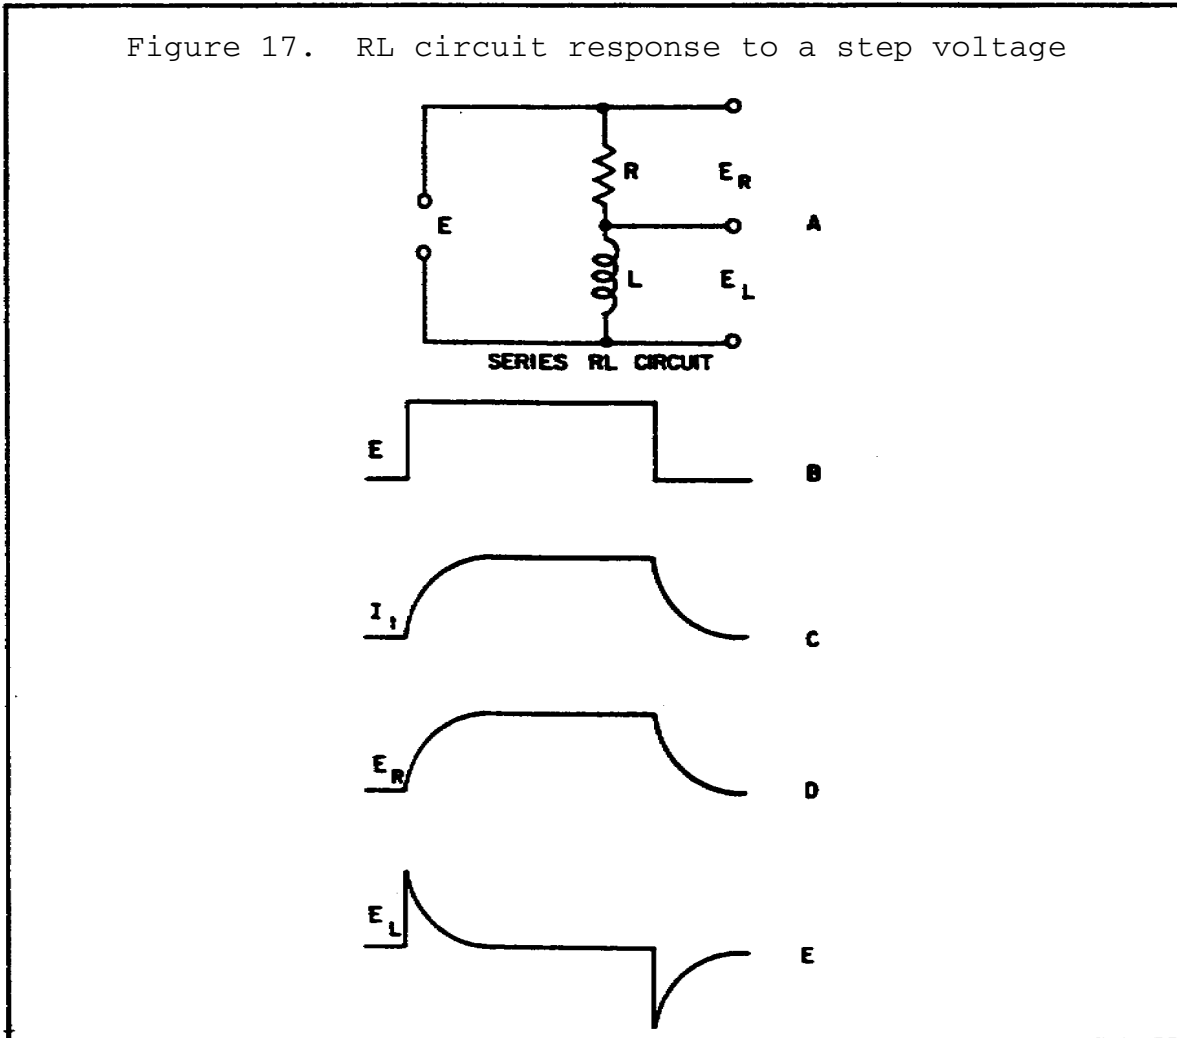 Figure 17. RL circuit response to a step voltage
R
E_R
E
A
L
E_L
SERIES RL CIRCUIT
E
B
I_t
C
E_R
D
E_L
E